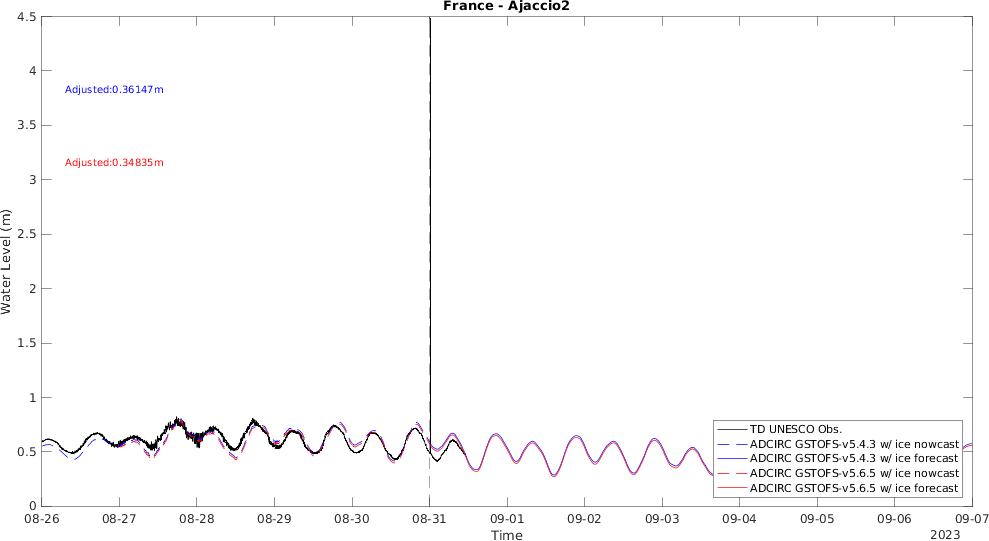 France - Ajaccio2
4.5
4
3.5
3
2.5
2
1.5
1
0.5
0
Water Level (m)
Adjusted:0.36147m
Adjusted:0.34835m
TD UNESCO Obs.
ADCIRC GSTOFS-v5.4.3 w/ ice nowcast
ADCIRC GSTOFS-v5.4.3 w/ ice forecast
ADCIRC GSTOFS-v5.6.5 w/ ice nowcast
ADCIRC GSTOFS-v5.6.5 w/ ice forecast
08-26 08-27 08-28 08-29 08-30 08-31 09-01 09-02 09-03 09-04 09-05 09-06 09-07
Time
2023